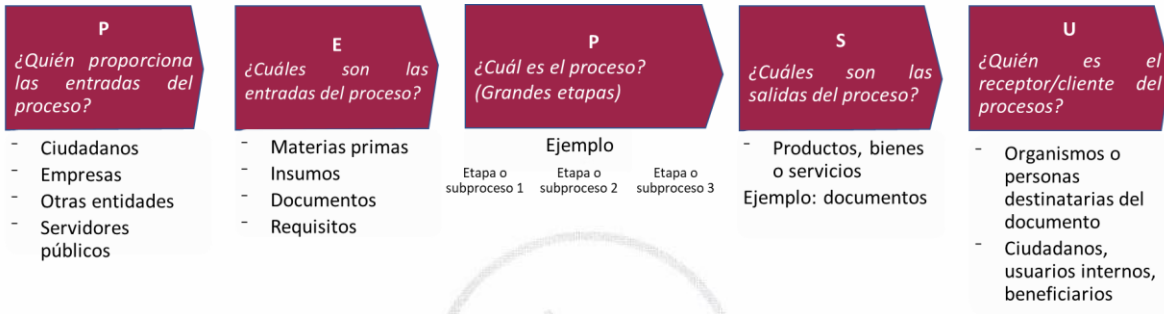 P
¿Quién proporciona
las entradas del
proceso?
- Ciudadanos
- Empresas
- Otras entidades
- Servidores
públicos
E
¿Cuáles son las
entradas del proceso?
- Materias primas
- Insumos
- Documentos
- Requisitos
P
¿Cuál es el proceso?
(Grandes etapas)
Ejemplo
Etapa o
subproceso 1
Etapa o
subproceso 2
Etapa o
subproceso 3
S
¿Cuáles son las
salidas del proceso?
- Productos, bienes
o servicios
Ejemplo: documentos
U
¿Quién es el
receptor/cliente del
procesos?
- Organismos o
personas
destinatarias del
documento
- Ciudadanos,
usuarios internos,
beneficiarios